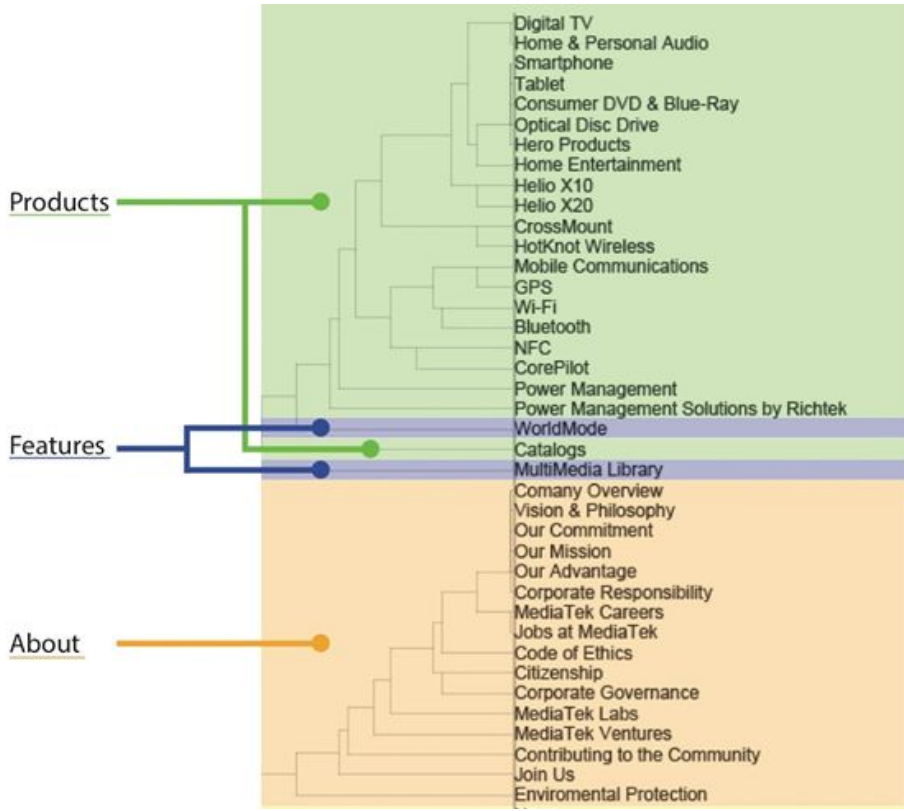 Products
Features
About
Digital TV
Home & Personal Audio
Smartphone
Tablet
Consumer DVD & Blue-Ray
Optical Disc Drive
Hero Products
Home Entertainment
Helio X10
Helio X20
CrossMount
HotKnot Wireless
Mobile Communications
GPS
Wi-Fi
Bluetooth
NFC
CorePilot
Power Management
Power Management Solutions by Richtek
WorldMode
Catalogs
MultiMedia Library
Comany Overview
Vision & Philosophy
Our Commitment
Our Mission
Our Advantage
Corporate Responsibility
MediaTek Careers
Jobs at MediaTek
Code of Ethics
Citizenship
Corporate Governance
MediaTek Labs
MediaTek Ventures
Contributing to the Community
Join Us
Enviromental Protection